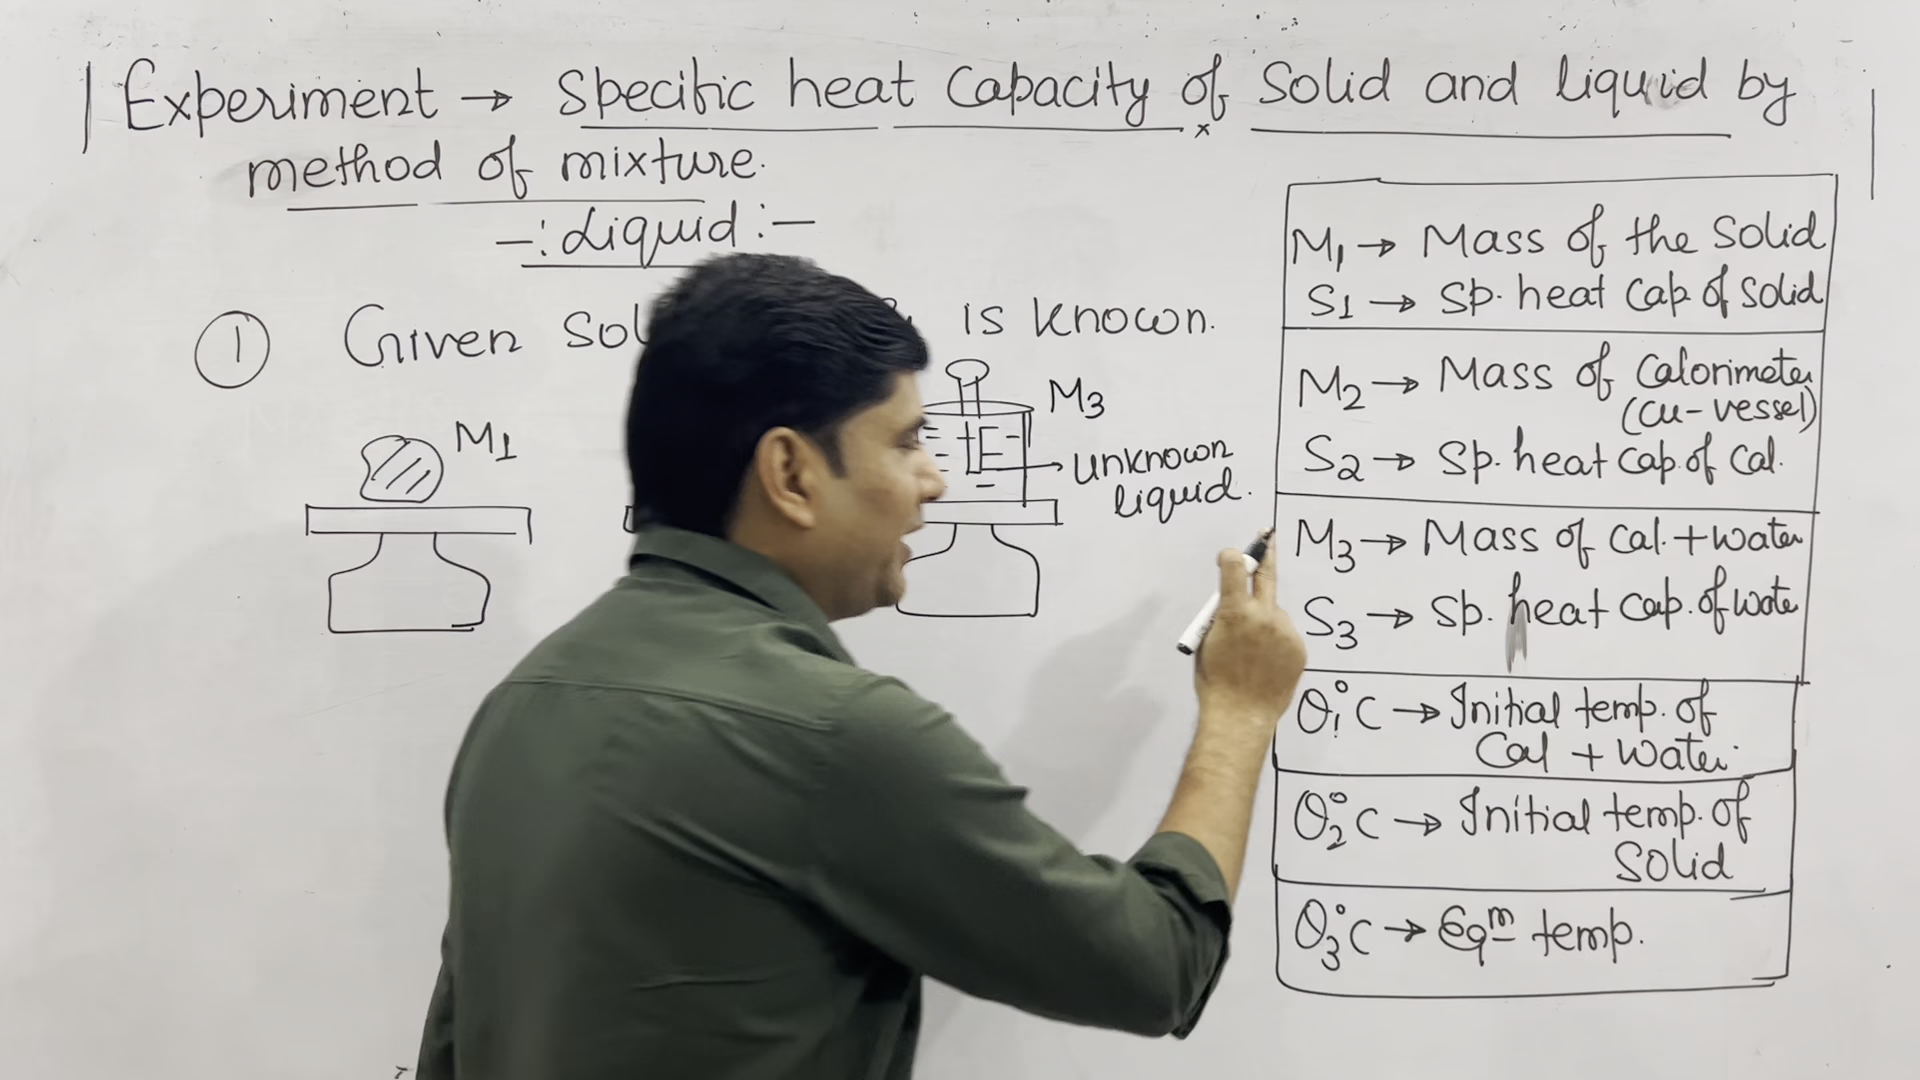 Experiment → Specific heat capacity of solid and liquid by
method of mixture.
-: Liquid :-
① Given is known.
M1
M3
unknown
liquid.
M1 → Mass of the solid
S1 → Sp. heat cap. of solid
M2 → Mass of calorimeter
(cu-vessel)
S2 → Sp. heat cap. of cal.
M3 → Mass of cal. + water
S3 → Sp. heat cap. of water
θ1°C → Initial temp. of
Cal + water.
θ2°C → Initial temp. of
solid
θ3°C → Eqm temp.